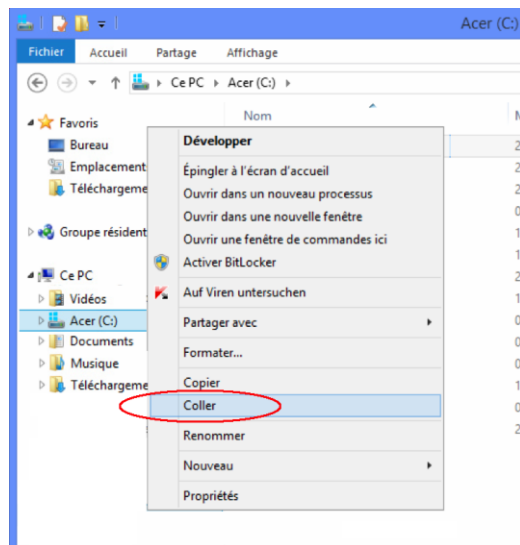 Acer (C:)
Fichier Accueil Partage Affichage
Ce PC Acer (C:)
Nom
Favoris
Bureau
Emplacement
Téléchargeme
Groupe résident
Ce PC
Vidéos
Acer (C:)
Documents
Musique
Téléchargeme
Développer
Épingler à l'écran d'accueil
Ouvrir dans un nouveau processus
Ouvrir dans une nouvelle fenêtre
Ouvrir une fenêtre de commandes ici
Activer BitLocker
Auf Viren untersuchen
Partager avec
Formater...
Copier
Coller
Renommer
Nouveau
Propriétés